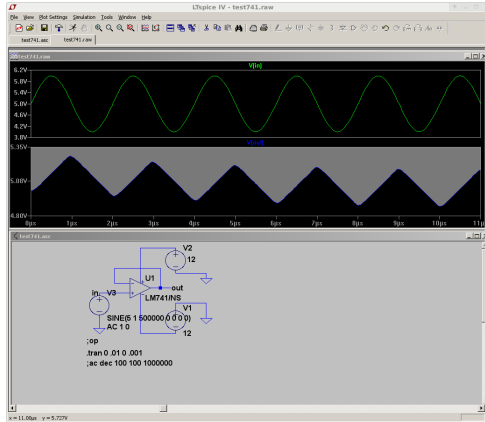 LTspice IV - test741.raw
File View Plot Settings Simulation Tools Window Help
test741.asc test741.raw
test741.raw
V(in)
6.2V
5.8V
5.4V
5.0V
4.6V
4.2V
3.8V
V(out)
5.35V
5.08V
4.80V
0µs 1µs 2µs 3µs 4µs 5µs 6µs 7µs 8µs 9µs 10µs 11µ
test741.asc
V2
12
U1
in V3
out
LM741/NS
V1
SINE(5 1 500000 0 0 0 0)
AC 1 0
12
;op
.tran 0 .01 0 .001
;ac dec 100 100 1000000
x = 11.08µs y = 5.727V